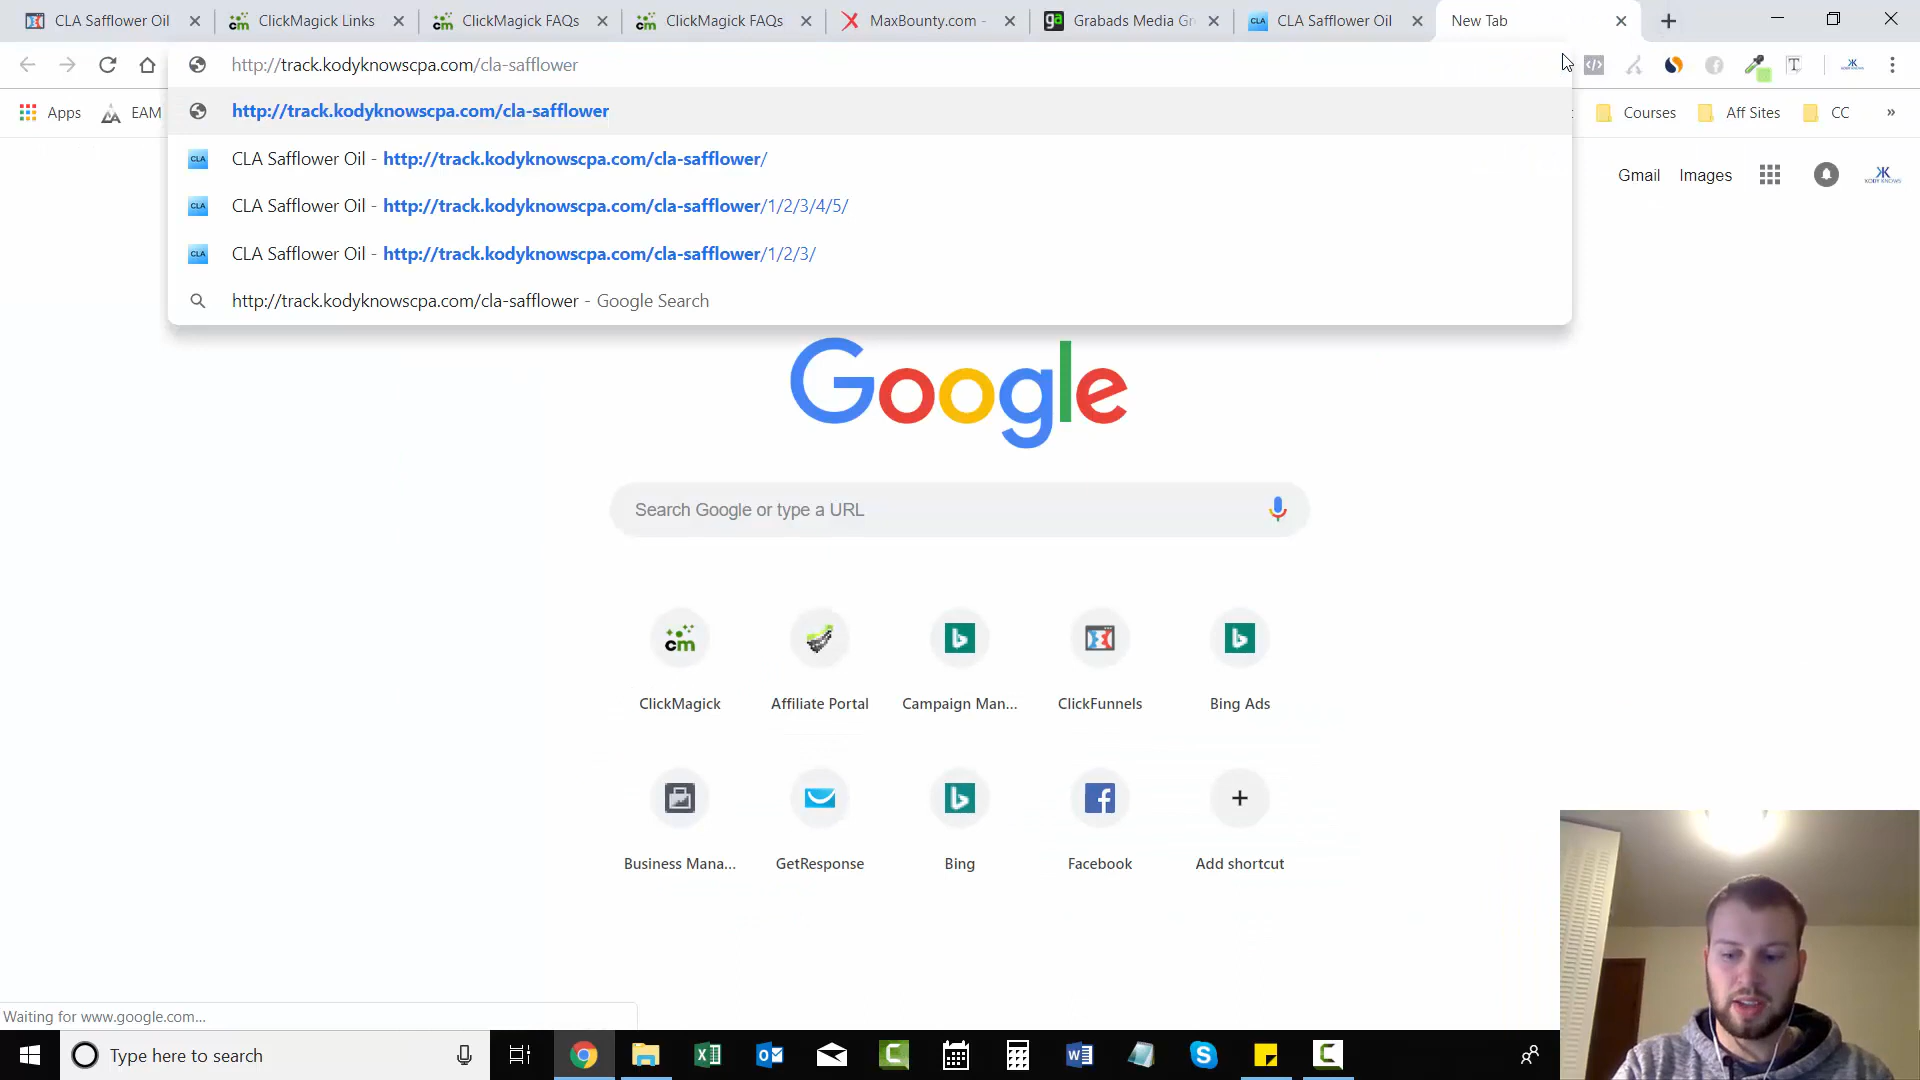 CLA Safflower Oil
ClickMagick Links
ClickMagick FAQs
ClickMagick FAQs
MaxBounty.com -
Grabads Media Gr
CLA Safflower Oil
New Tab
http://track.kodyknowscpa.com/cla-safflower
Apps
EAM
Courses
Aff Sites
CC
»
http://track.kodyknowscpa.com/cla-safflower
CLA Safflower Oil - http://track.kodyknowscpa.com/cla-safflower/
CLA Safflower Oil - http://track.kodyknowscpa.com/cla-safflower/1/2/3/4/5/
CLA Safflower Oil - http://track.kodyknowscpa.com/cla-safflower/1/2/3/
http://track.kodyknowscpa.com/cla-safflower - Google Search
Gmail
Images
Google
Search Google or type a URL
ClickMagick
Affiliate Portal
Campaign Man...
ClickFunnels
Bing Ads
Business Mana...
GetResponse
Bing
Facebook
Add shortcut
Waiting for www.google.com...
Type here to search